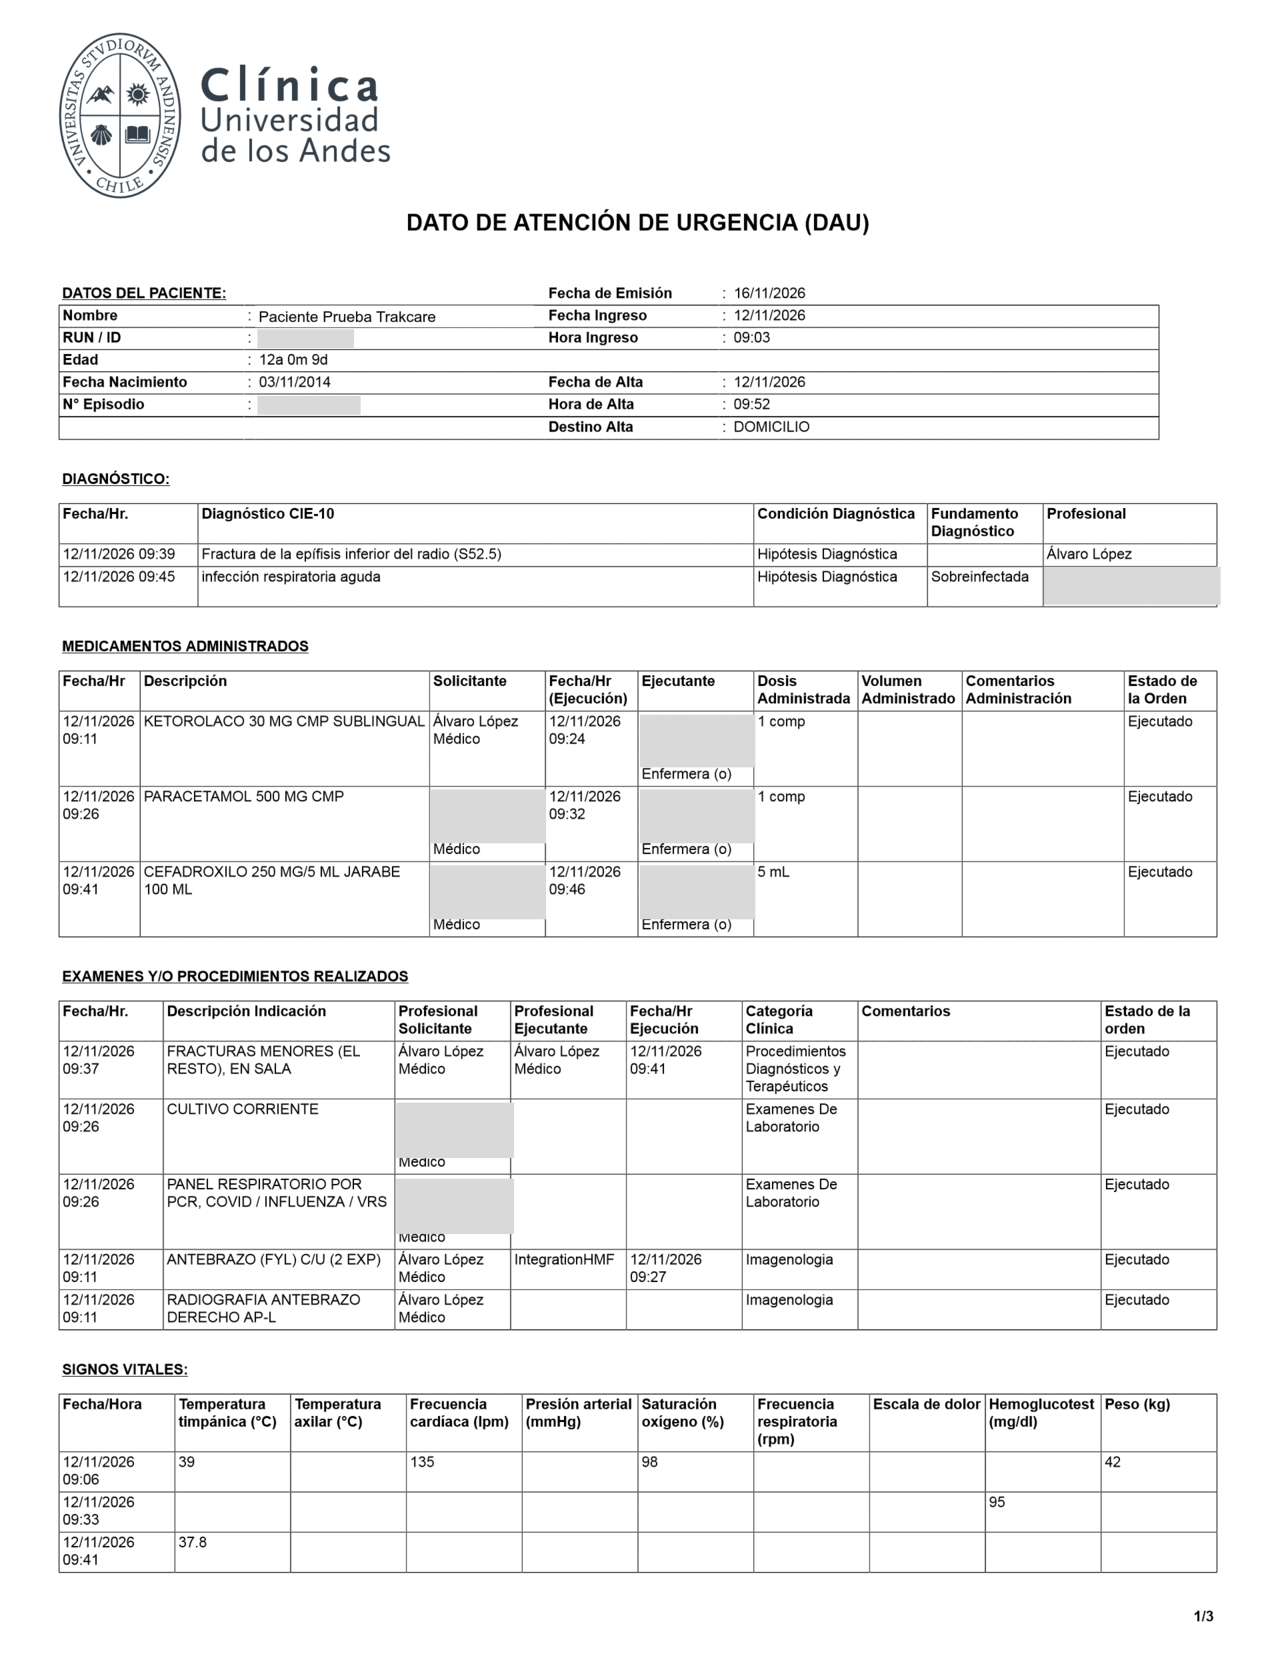 UNIVERSITAS STVDIORVM ANDINENSIS
• CHILE •
Clínica
Universidad
de los Andes
DATO DE ATENCIÓN DE URGENCIA (DAU)
DATOS DEL PACIENTE: Fecha de Emisión : 16/11/2026
Nombre : Paciente Prueba Trakcare Fecha Ingreso : 12/11/2026
RUN / ID : Hora Ingreso : 09:03
Edad : 12a 0m 9d
Fecha Nacimiento : 03/11/2014 Fecha de Alta : 12/11/2026
N° Episodio : Hora de Alta : 09:52
Destino Alta : DOMICILIO
DIAGNÓSTICO:
Fecha/Hr. Diagnóstico CIE-10 Condición Diagnóstica Fundamento Profesional
Diagnóstico
12/11/2026 09:39 Fractura de la epífisis inferior del radio (S52.5) Hipótesis Diagnóstica Álvaro López
12/11/2026 09:45 infección respiratoria aguda Hipótesis Diagnóstica Sobreinfectada
MEDICAMENTOS ADMINISTRADOS
Fecha/Hr Descripción Solicitante Fecha/Hr Ejecutante Dosis Volumen Comentarios Estado de
(Ejecución) Administrada Administrado Administración la Orden
12/11/2026 KETOROLACO 30 MG CMP SUBLINGUAL Álvaro López 12/11/2026 1 comp Ejecutado
09:11 Médico 09:24
Enfermera (o)
12/11/2026 PARACETAMOL 500 MG CMP 12/11/2026 1 comp Ejecutado
09:26 09:32
Médico Enfermera (o)
12/11/2026 CEFADROXILO 250 MG/5 ML JARABE 12/11/2026 5 mL Ejecutado
09:41 100 ML 09:46
Médico Enfermera (o)
EXAMENES Y/O PROCEDIMIENTOS REALIZADOS
Fecha/Hr. Descripción Indicación Profesional Profesional Fecha/Hr Categoría Comentarios Estado de la
Solicitante Ejecutante Ejecución Clínica orden
12/11/2026 FRACTURAS MENORES (EL Álvaro López Álvaro López 12/11/2026 Procedimientos Ejecutado
09:37 RESTO), EN SALA Médico Médico 09:41 Diagnósticos y
Terapéuticos
12/11/2026 CULTIVO CORRIENTE Examenes De Ejecutado
09:26 Laboratorio
Médico
12/11/2026 PANEL RESPIRATORIO POR Examenes De Ejecutado
09:26 PCR, COVID / INFLUENZA / VRS Laboratorio
Médico
12/11/2026 ANTEBRAZO (FYL) C/U (2 EXP) Álvaro López IntegrationHMF 12/11/2026 Imagenologia Ejecutado
09:11 Médico 09:27
12/11/2026 RADIOGRAFIA ANTEBRAZO Álvaro López Imagenologia Ejecutado
09:11 DERECHO AP-L Médico
SIGNOS VITALES:
Fecha/Hora Temperatura Temperatura Frecuencia Presión arterial Saturación Frecuencia Escala de dolor Hemoglucotest Peso (kg)
timpánica (°C) axilar (°C) cardíaca (lpm) (mmHg) oxígeno (%) respiratoria (mg/dl)
(rpm)
12/11/2026 39 135 98 42
09:06
12/11/2026 95
09:33
12/11/2026 37.8
09:41
1/3